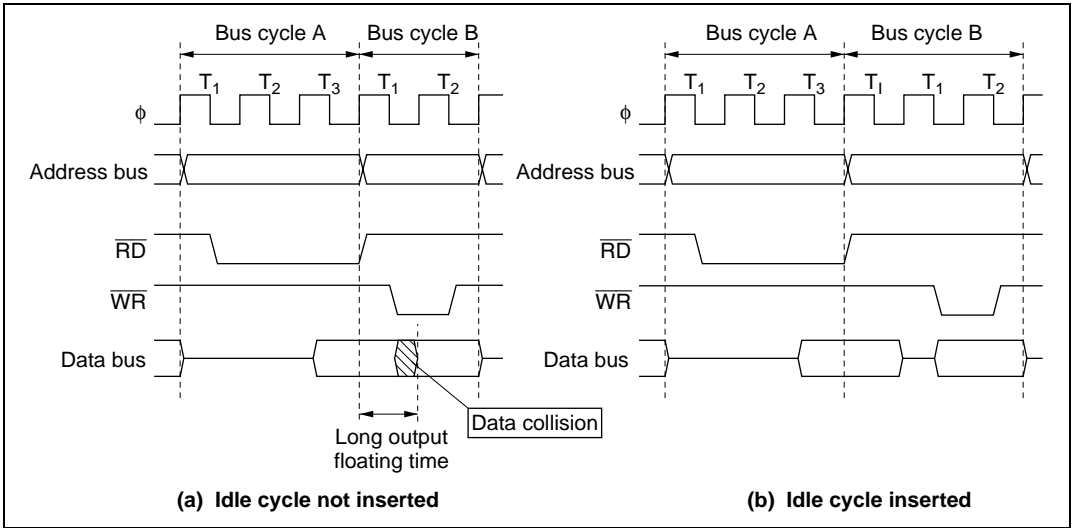 Bus cycle A
Bus cycle B
T1 T2 T3 T1 T2
ϕ
Address bus
RD
WR
Data bus
Data collision
Long output
floating time
(a) Idle cycle not inserted
Bus cycle A
Bus cycle B
T1 T2 T3 TI T1 T2
ϕ
Address bus
RD
WR
Data bus
(b) Idle cycle inserted